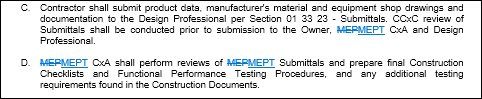 C. Contractor shall submit product data, manufacturer's material and equipment shop drawings and
documentation to the Design Professional per Section 01 33 23 - Submittals. CCxC review of
Submittals shall be conducted prior to submission to the Owner, MEPMEPT CxA and Design
Professional.
D. MEPMEPT CxA shall perform reviews of MEPMEPT Submittals and prepare final Construction
Checklists and Functional Performance Testing Procedures, and any additional testing
requirements found in the Construction Documents.